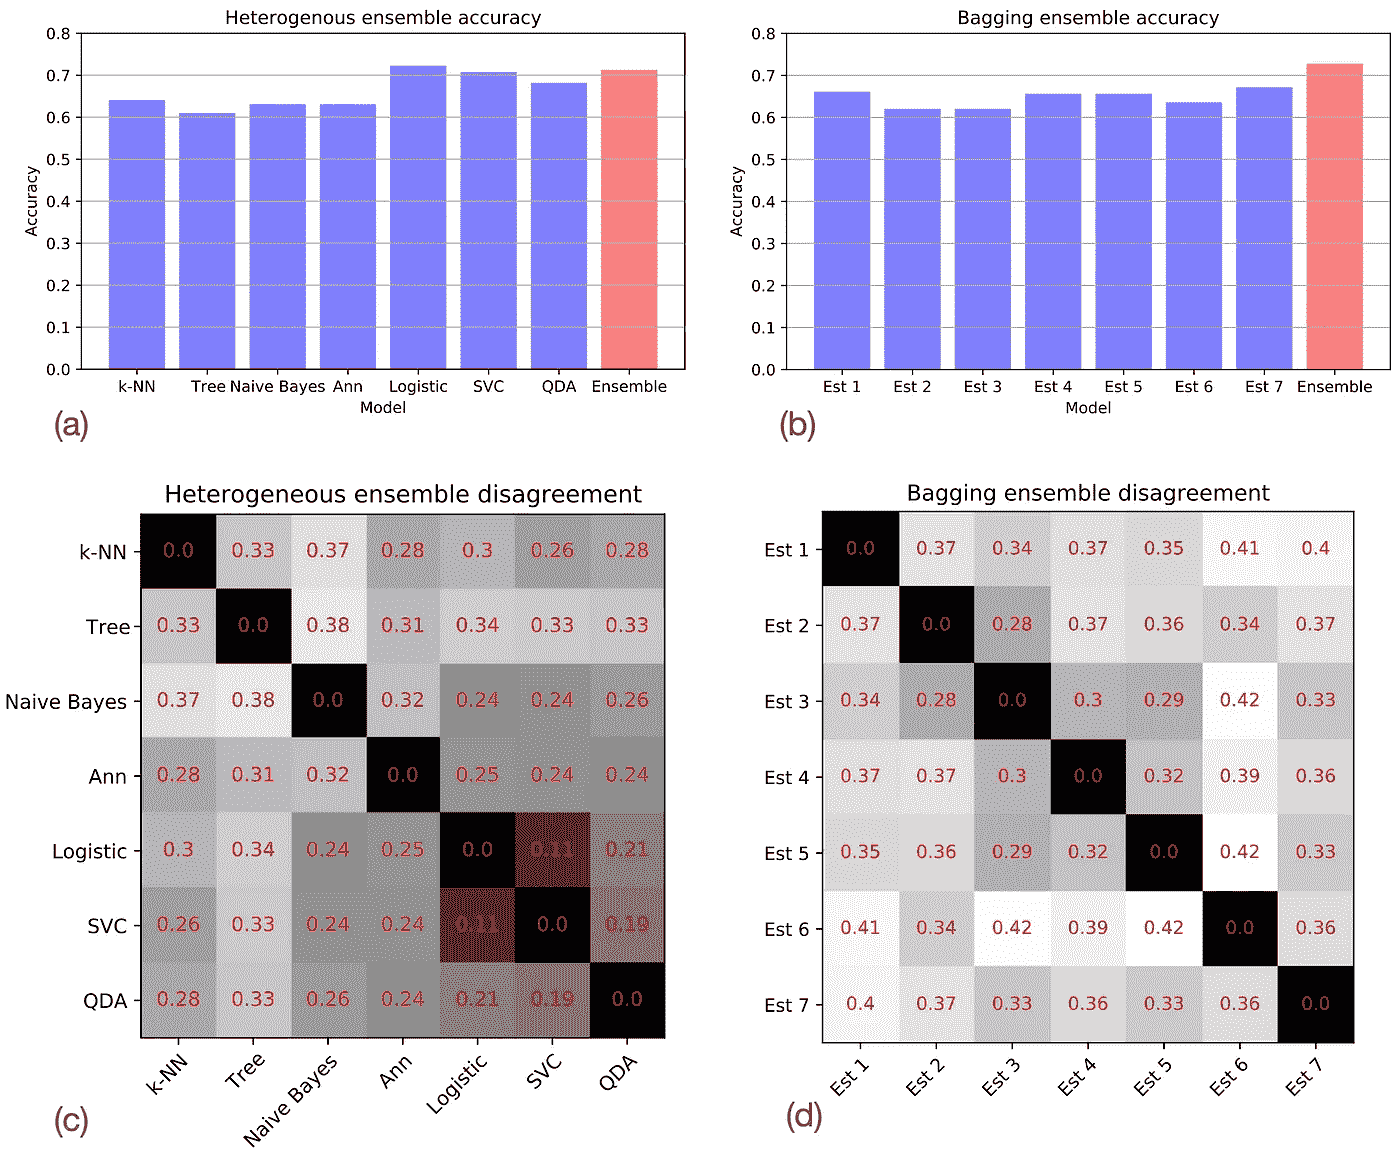 Heterogenous ensemble accuracy
0.8
0.7
0.6
0.5
0.4
0.3
0.2
0.1
0.0
Accuracy
k-NN Tree Naive Bayes Ann Logistic SVC QDA Ensemble
Model
(a)
Bagging ensemble accuracy
0.8
0.7
0.6
0.5
0.4
0.3
0.2
0.1
0.0
Accuracy
Est 1 Est 2 Est 3 Est 4 Est 5 Est 6 Est 7 Ensemble
Model
(b)
Heterogeneous ensemble disagreement
k-NN 0.0 0.33 0.37 0.28 0.3 0.26 0.28
Tree 0.33 0.0 0.38 0.31 0.34 0.33 0.33
Naive Bayes 0.37 0.38 0.0 0.32 0.24 0.24 0.26
Ann 0.28 0.31 0.32 0.0 0.25 0.24 0.24
Logistic 0.3 0.34 0.24 0.25 0.0 0.11 0.21
SVC 0.26 0.33 0.24 0.24 0.11 0.0 0.19
QDA 0.28 0.33 0.26 0.24 0.21 0.19 0.0
k-NN Tree Naive Bayes Ann Logistic SVC QDA
(c)
Bagging ensemble disagreement
Est 1 0.0 0.37 0.34 0.37 0.35 0.41 0.4
Est 2 0.37 0.0 0.28 0.37 0.36 0.34 0.37
Est 3 0.34 0.28 0.0 0.3 0.29 0.42 0.33
Est 4 0.37 0.37 0.3 0.0 0.32 0.39 0.36
Est 5 0.35 0.36 0.29 0.32 0.0 0.42 0.33
Est 6 0.41 0.34 0.42 0.39 0.42 0.0 0.36
Est 7 0.4 0.37 0.33 0.36 0.33 0.36 0.0
Est 1 Est 2 Est 3 Est 4 Est 5 Est 6 Est 7
(d)